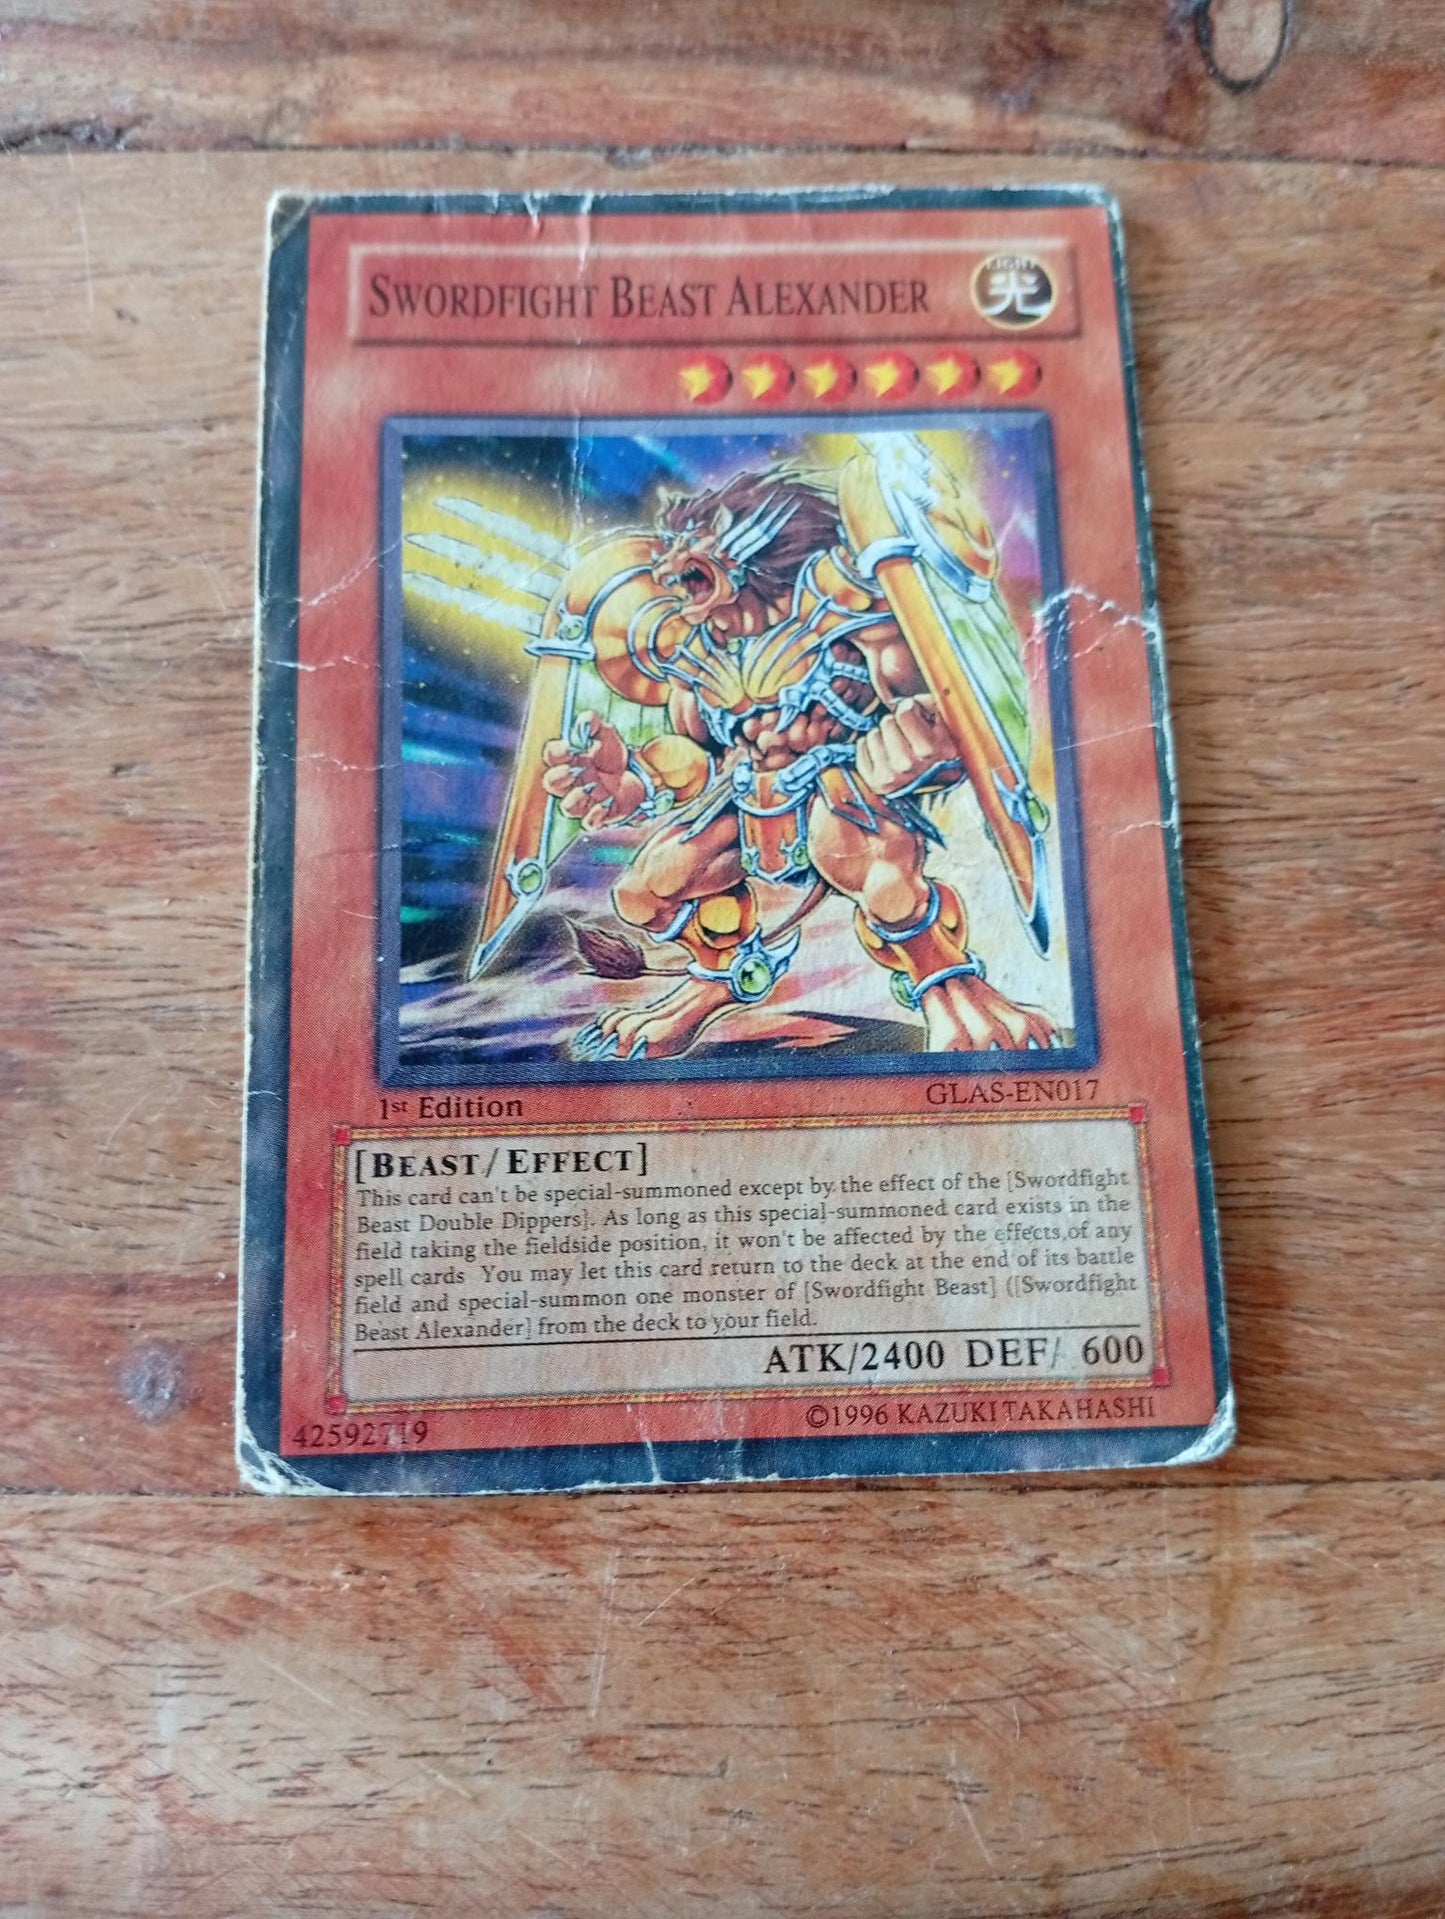 SWORDFIGHT BEAST ALEXANDER
LIGHT
光
1st Edition
GLAS-EN017
[BEAST/EFFECT]
This card can't be special-summoned except by the effect of the [Swordfight
Beast Double Dippers]. As long as this special-summoned card exists in the
field taking the fieldside position, it won't be affected by the effects of any
spell cards You may let this card return to the deck at the end of its battle
field and special-summon one monster of [Swordfight Beast] ([Swordfight
Beast Alexander] from the deck to your field.
ATK/2400 DEF/ 600
42592719
©1996 KAZUKI TAKAHASHI